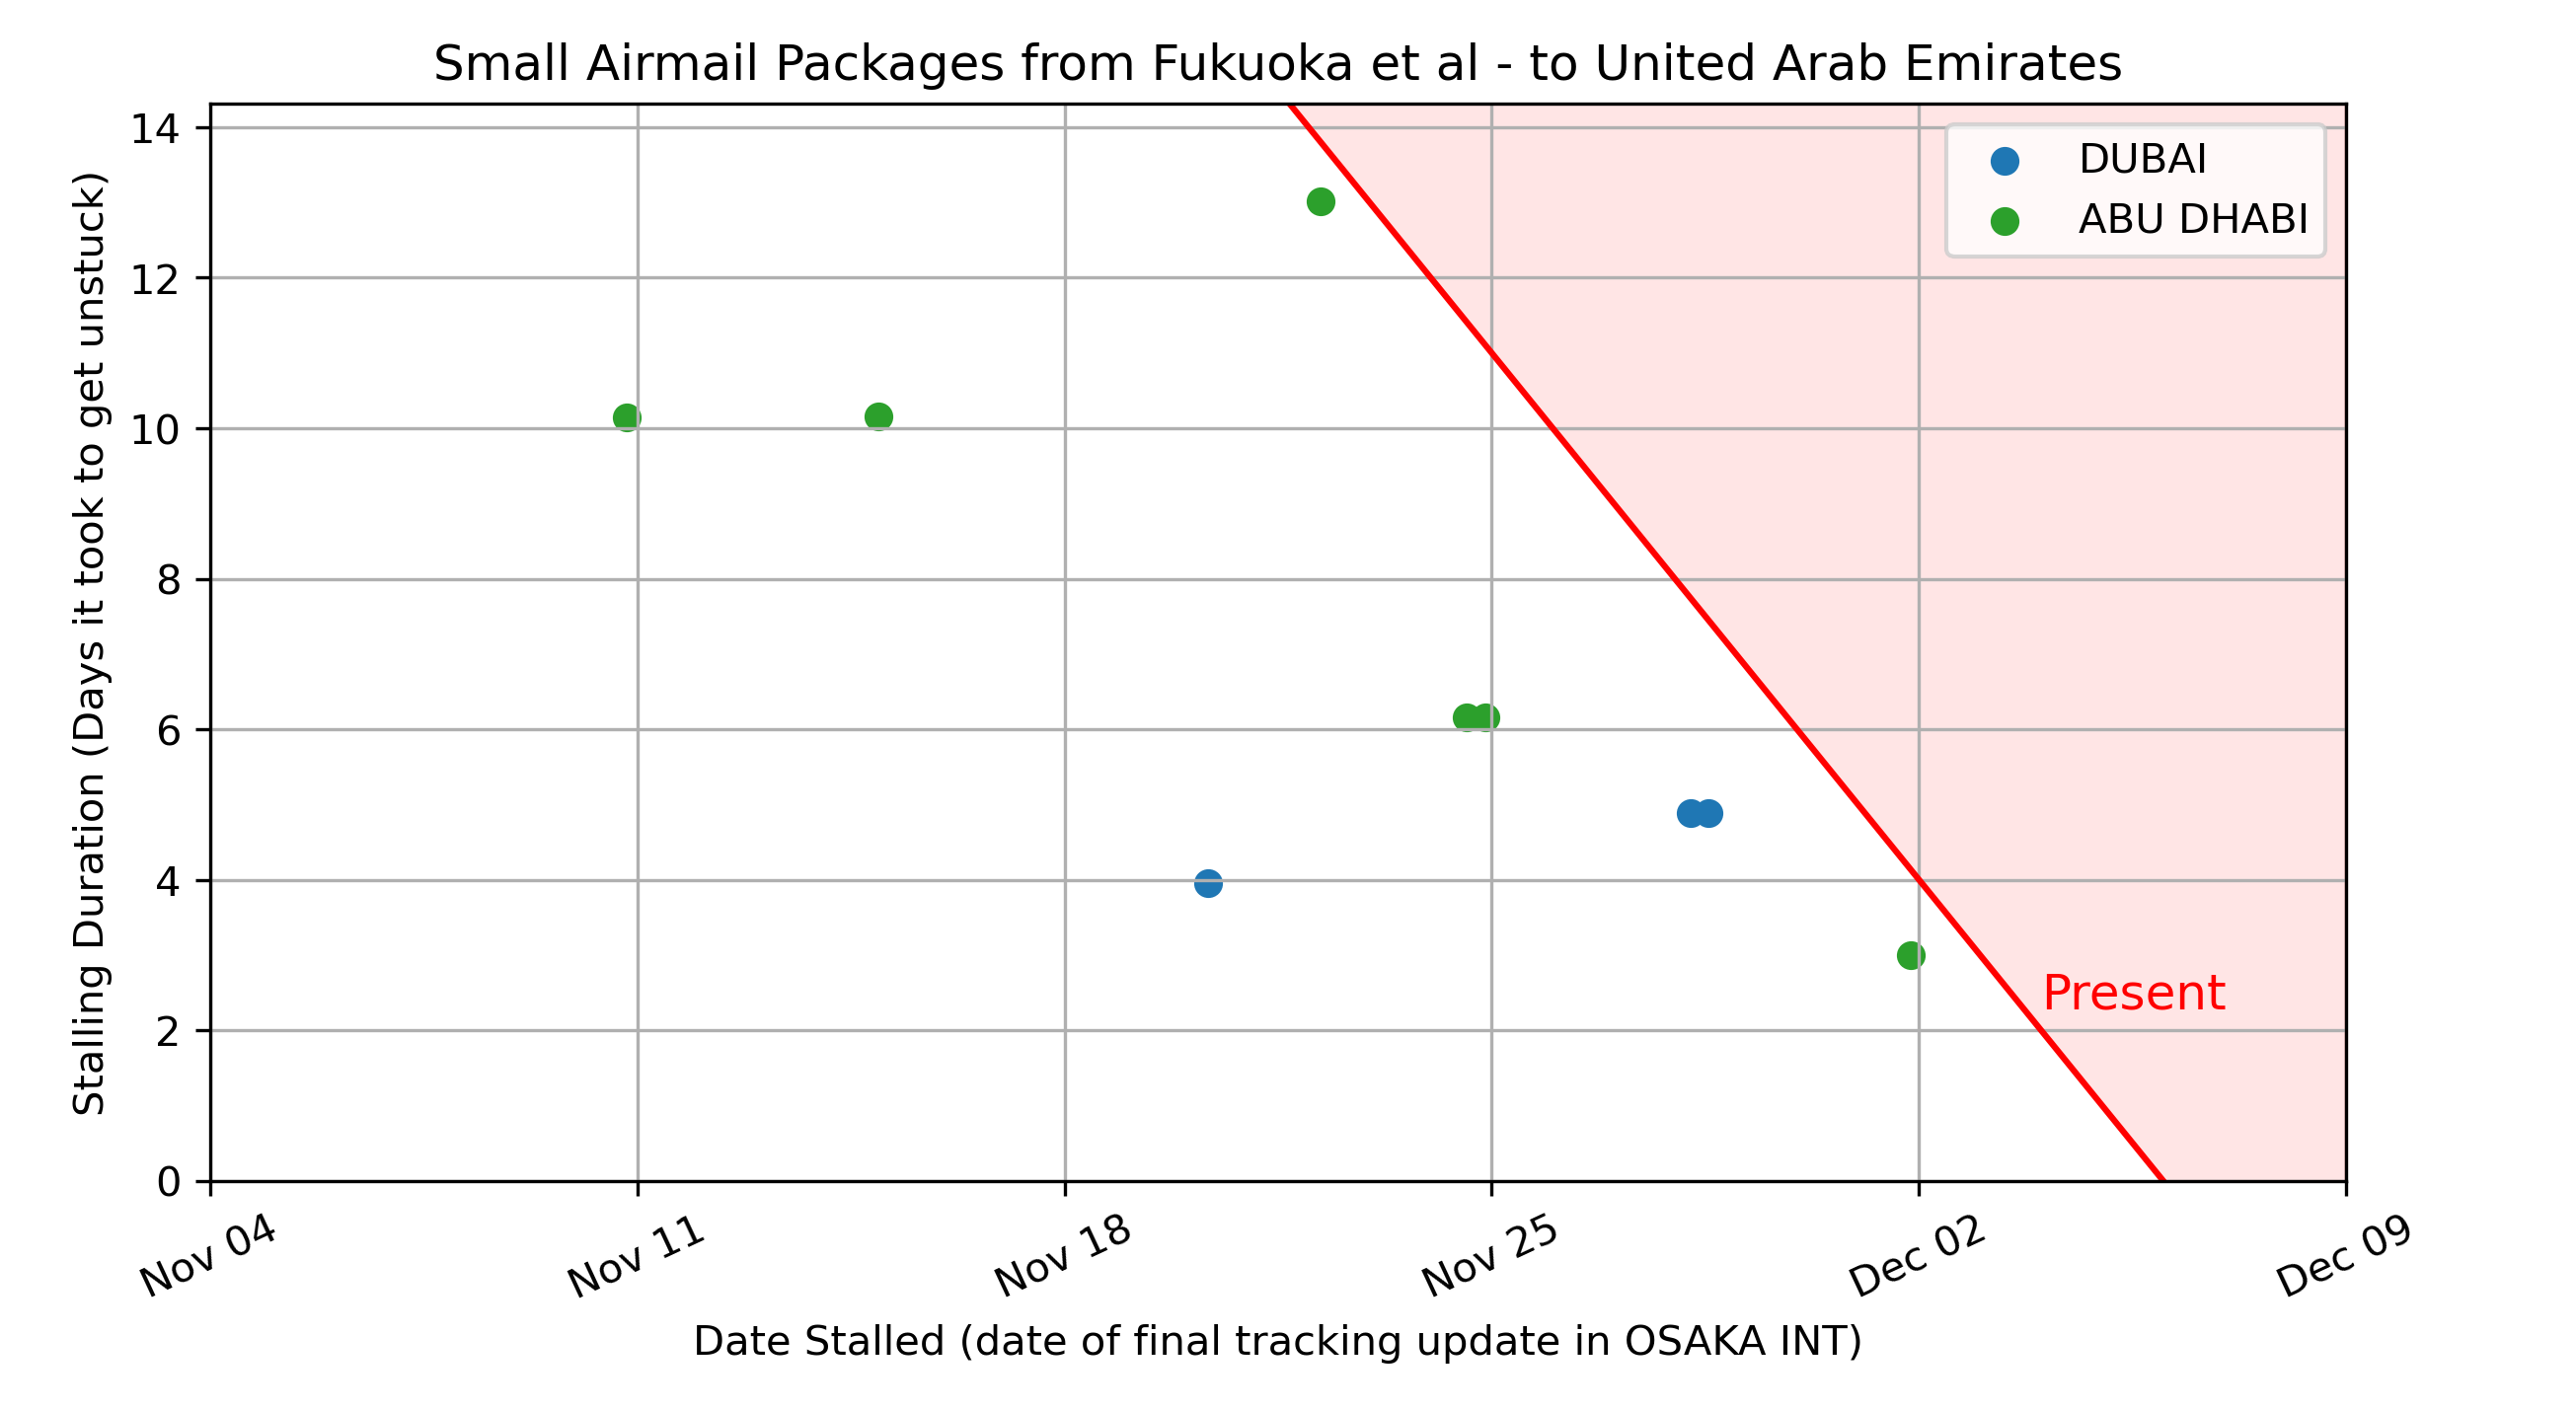 Small Airmail Packages from Fukuoka et al - to United Arab Emirates
Stalling Duration (Days it took to get unstuck)
14
12
10
8
6
4
2
0
DUBAI
ABU DHABI
Present
Nov 04
Nov 11
Nov 18
Nov 25
Dec 02
Dec 09
Date Stalled (date of final tracking update in OSAKA INT)